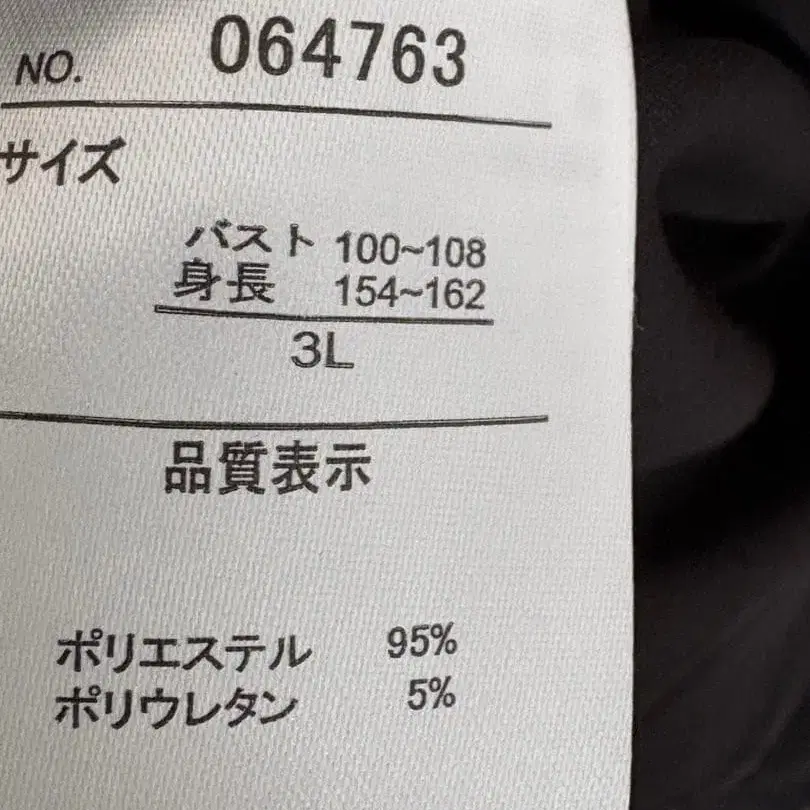 NO. 064763
サイズ
バスト 100~108
身長 154~162
3L
品質表示
ポリエステル 95%
ポリウレタン 5%